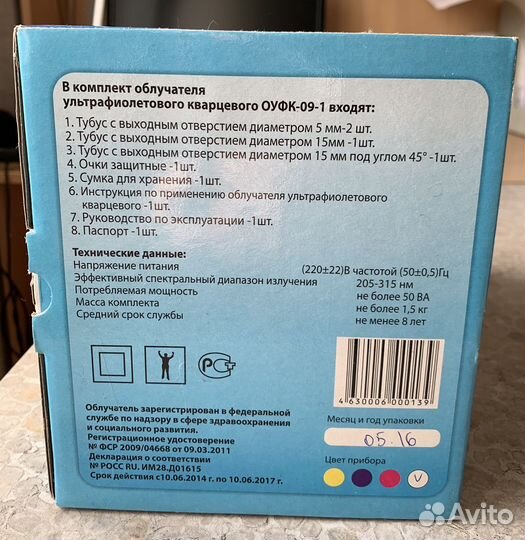 В комплект облучателя
ультрафиолетового кварцевого ОУФК-09-1 входят:
1. Тубус с выходным отверстием диаметром 5 мм-2 шт.
2. Тубус с выходным отверстием диаметром 15мм -1шт.
3. Тубус с выходным отверстием диаметром 15 мм под углом 45° -1шт.
4. Очки защитные -1шт.
5. Сумка для хранения -1шт.
6. Инструкция по применению облучателя ультрафиолетового
кварцевого -1шт.
7. Руководство по эксплуатации -1шт.
8. Паспорт -1шт.
Технические данные:
Напряжение питания (220±22)В частотой (50±0,5)Гц
Эффективный спектральный диапазон излучения 205-315 нм
Потребляемая мощность не более 50 ВА
Масса комплекта не более 1,5 кг
Средний срок службы не менее 8 лет
РСТ
4630006000139
Облучатель зарегистрирован в федеральной
службе по надзору в сфере здравоохранения
и социального развития.
Регистрационное удостоверение
№ ФСР 2009/04668 от 09.03.2011
Декларация о соответствии
№ РОСС RU. ИМ28.Д01615
Срок действия с10.06.2014 г. по 10.06.2017 г.
Месяц и год упаковки
05.16
Цвет прибора
V
Avito